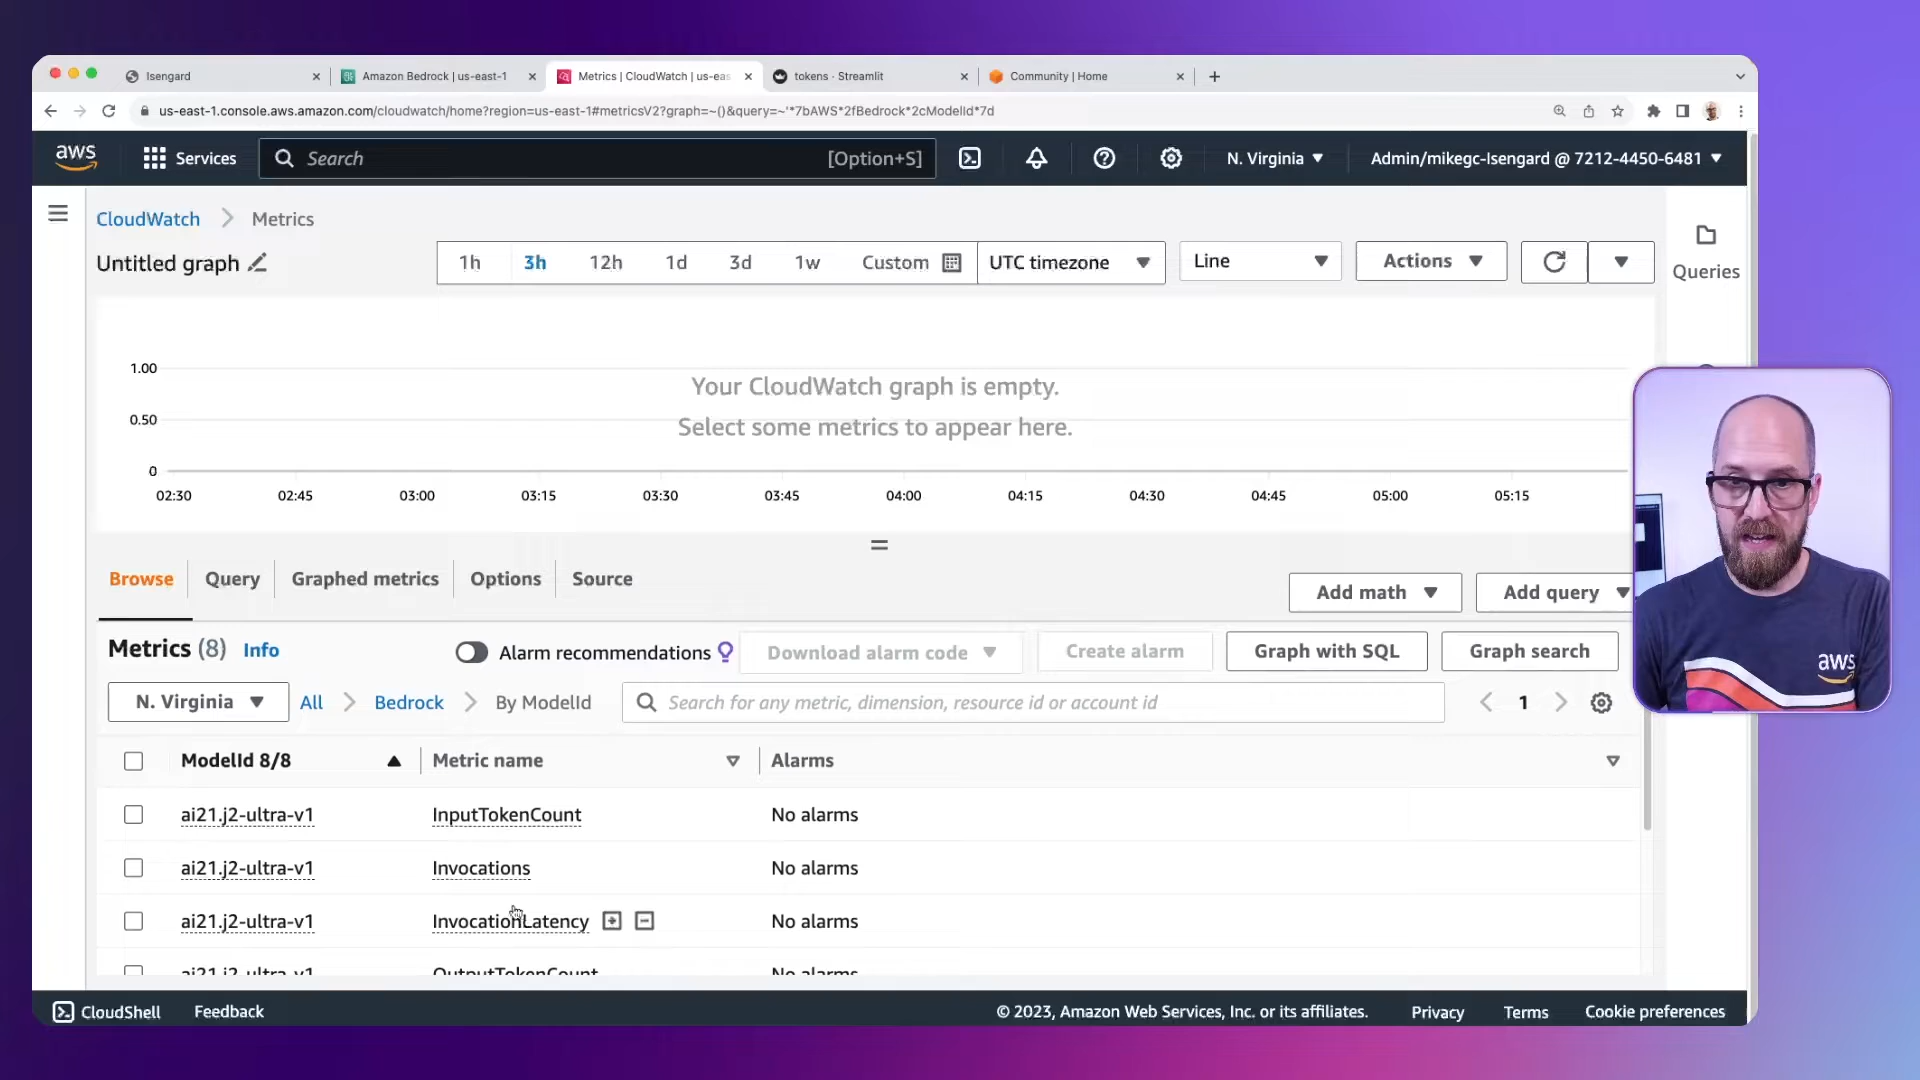 Isengard
Amazon Bedrock | us-east-1
Metrics | CloudWatch | us-eas
tokens · Streamlit
Community | Home
us-east-1.console.aws.amazon.com/cloudwatch/home?region=us-east-1#metricsV2?graph=~()&query=~'*7bAWS*2fBedrock*2cModelId*7d
aws
Services
Search
[Option+S]
N. Virginia
Admin/mikegc-Isengard @ 7212-4450-6481
CloudWatch
Metrics
Untitled graph
1h
3h
12h
1d
3d
1w
Custom
UTC timezone
Line
Actions
Queries
1.00
0.50
0
Your CloudWatch graph is empty.
Select some metrics to appear here.
02:30
02:45
03:00
03:15
03:30
03:45
04:00
04:15
04:30
04:45
05:00
05:15
Browse
Query
Graphed metrics
Options
Source
Add math
Add query
Metrics (8) Info
Alarm recommendations
Download alarm code
Create alarm
Graph with SQL
Graph search
N. Virginia
All
Bedrock
By ModelId
Search for any metric, dimension, resource id or account id
1
ModelId 8/8
Metric name
Alarms
ai21.j2-ultra-v1
InputTokenCount
No alarms
ai21.j2-ultra-v1
Invocations
No alarms
ai21.j2-ultra-v1
InvocationLatency
No alarms
ai21.j2-ultra-v1
OutputTokenCount
No alarms
aws
CloudShell
Feedback
© 2023, Amazon Web Services, Inc. or its affiliates.
Privacy
Terms
Cookie preferences